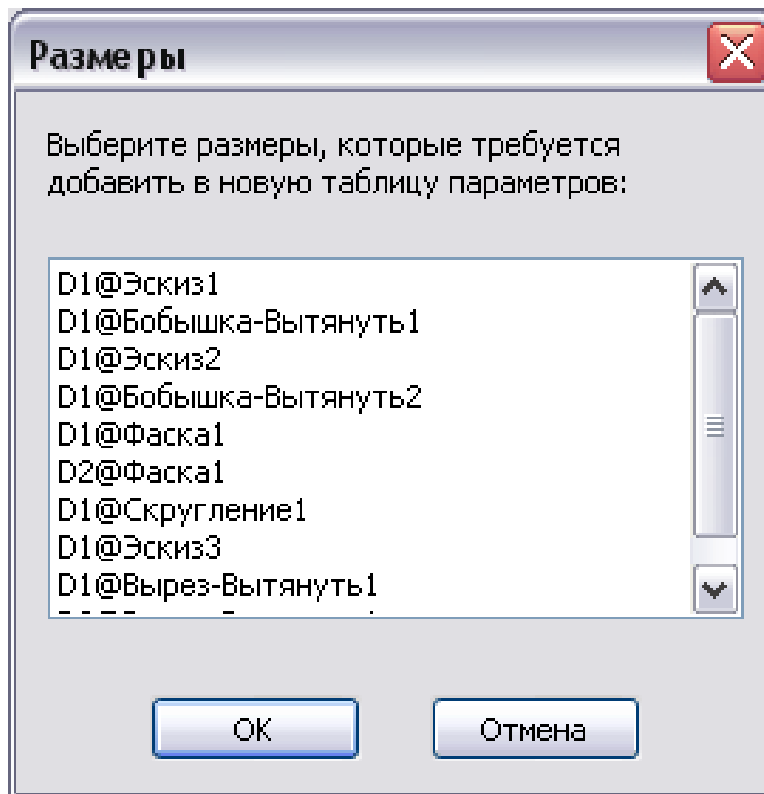 Размеры
Выберите размеры, которые требуется
добавить в новую таблицу параметров:
D1@Эскиз1
D1@Бобышка-Вытянуть1
D1@Эскиз2
D1@Бобышка-Вытянуть2
D1@Фаска1
D2@Фаска1
D1@Скругление1
D1@Эскиз3
D1@Вырез-Вытянуть1
OK
Отмена